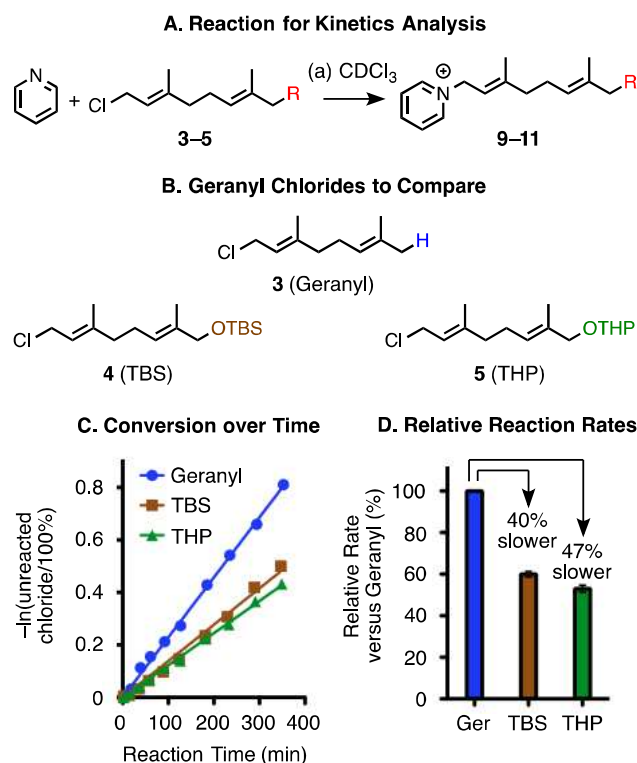 A. Reaction for Kinetics Analysis
N + Cl R (a) CDCl3 N ⊕ R
3–5 9–11
B. Geranyl Chlorides to Compare
Cl H
3 (Geranyl)
Cl OTBS Cl OTHP
4 (TBS) 5 (THP)
C. Conversion over Time
–ln(unreacted
chloride/100%)
0.8
0.6
0.4
0.2
0
Geranyl
TBS
THP
0 100 200 300 400
Reaction Time (min)
D. Relative Reaction Rates
Relative Rate
versus Geranyl (%)
100
80
60
40
20
0
40%
slower
47%
slower
Ger TBS THP